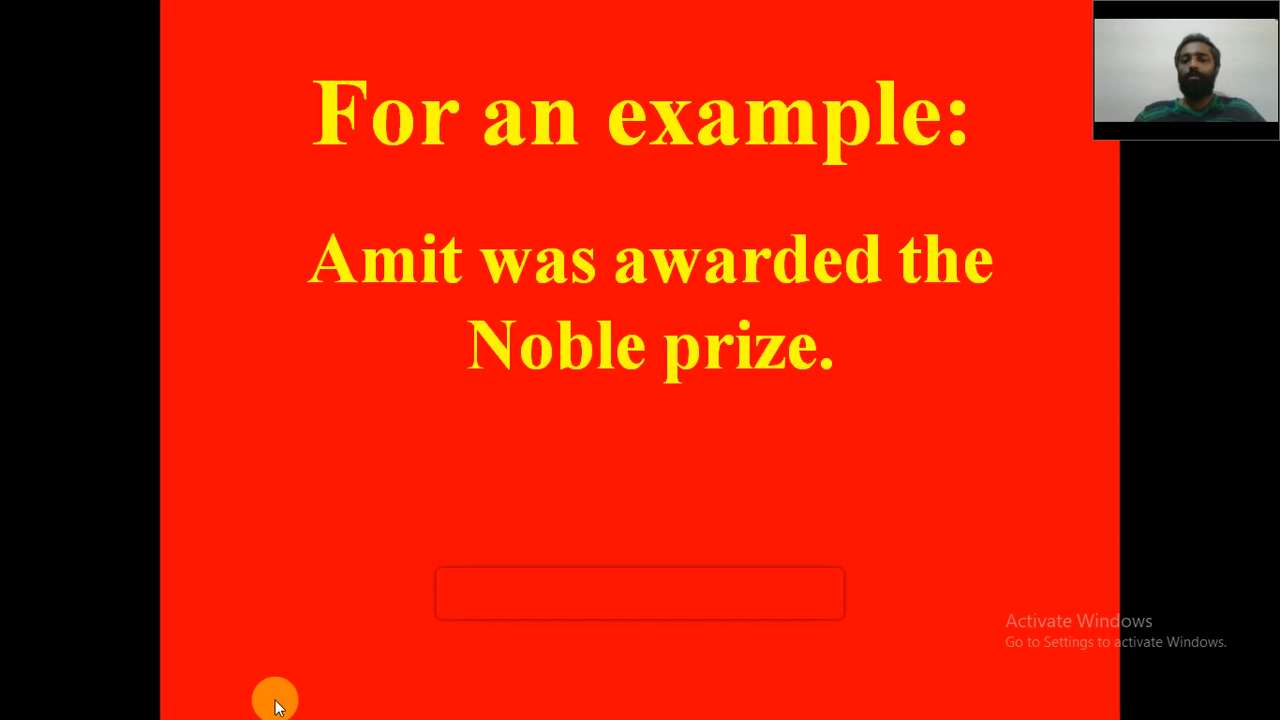 For an example:
Amit was awarded the
Noble prize.
Activate Windows
Go to Settings to activate Windows.